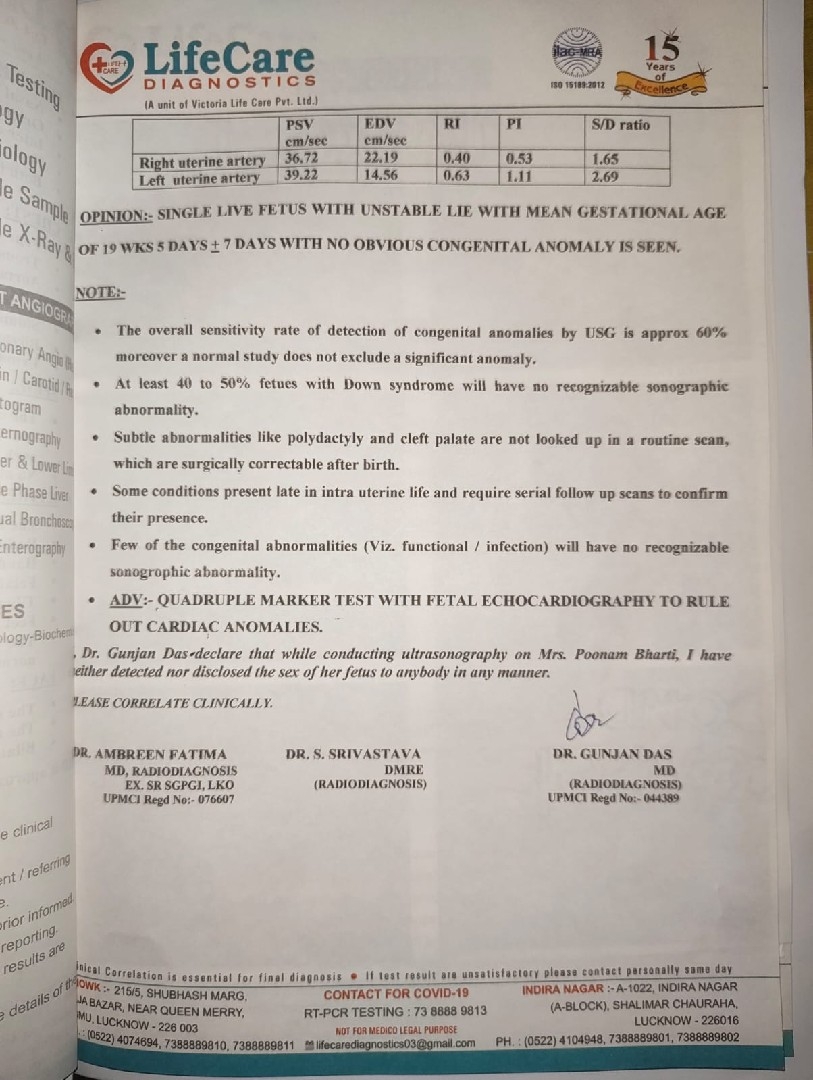 Testing
ogy
iology
le Sample
le X-Ray &
T ANGIOGRA
onary Angio
in / Carotid /
togram
ernography
er & Lower
e Phase Liver
ual Bronchosco
Enterography
ES
ology-Biochem
e clinical
ent / referring
e.
prior informed
reporting.
results are
e details of th
LIFE
CARE
LifeCare
DIAGNOSTICS
(A unit of Victoria Life Care Pvt. Ltd.)
ilac-MRA
ISO 15189:2012
15
Years
of
Excellence
PSV cm/sec EDV cm/sec RI PI S/D ratio
Right uterine artery 36.72 22.19 0.40 0.53 1.65
Left uterine artery 39.22 14.56 0.63 1.11 2.69
OPINION:- SINGLE LIVE FETUS WITH UNSTABLE LIE WITH MEAN GESTATIONAL AGE
OF 19 WKS 5 DAYS ± 7 DAYS WITH NO OBVIOUS CONGENITAL ANOMALY IS SEEN.
NOTE:-
• The overall sensitivity rate of detection of congenital anomalies by USG is approx 60%
moreover a normal study does not exclude a significant anomaly.
• At least 40 to 50% fetues with Down syndrome will have no recognizable sonographic
abnormality.
• Subtle abnormalities like polydactyly and cleft palate are not looked up in a routine scan,
which are surgically correctable after birth.
• Some conditions present late in intra uterine life and require serial follow up scans to confirm
their presence.
• Few of the congenital abnormalities (Viz. functional / infection) will have no recognizable
sonogrophic abnormality.
• ADV:- QUADRUPLE MARKER TEST WITH FETAL ECHOCARDIOGRAPHY TO RULE
OUT CARDIAC ANOMALIES.
, Dr. Gunjan Das-declare that while conducting ultrasonography on Mrs. Poonam Bharti, I have
either detected nor disclosed the sex of her fetus to anybody in any manner.
LEASE CORRELATE CLINICALLY.
DR. AMBREEN FATIMA DR. S. SRIVASTAVA DR. GUNJAN DAS
MD, RADIODIAGNOSIS DMRE MD
EX. SR SGPGI, LKO (RADIODIAGNOSIS) (RADIODIAGNOSIS)
UPMCI Regd No:- 076607 UPMCI Regd No:- 044389
inical Correlation is essential for final diagnosis • If test result are unsatisfactory please contact personally same day
OWK :- 215/5, SHUBHASH MARG,
JA BAZAR, NEAR QUEEN MERRY,
MU, LUCKNOW - 226 003
.: (0522) 4074694, 7388889810, 7388889811
CONTACT FOR COVID-19
RT-PCR TESTING : 73 8888 9813
NOT FOR MEDICO LEGAL PURPOSE
lifecarediagnostics03@gmail.com
INDIRA NAGAR :- A-1022, INDIRA NAGAR
(A-BLOCK), SHALIMAR CHAURAHA,
LUCKNOW - 226016
PH. : (0522) 4104948, 7388889801, 7388889802